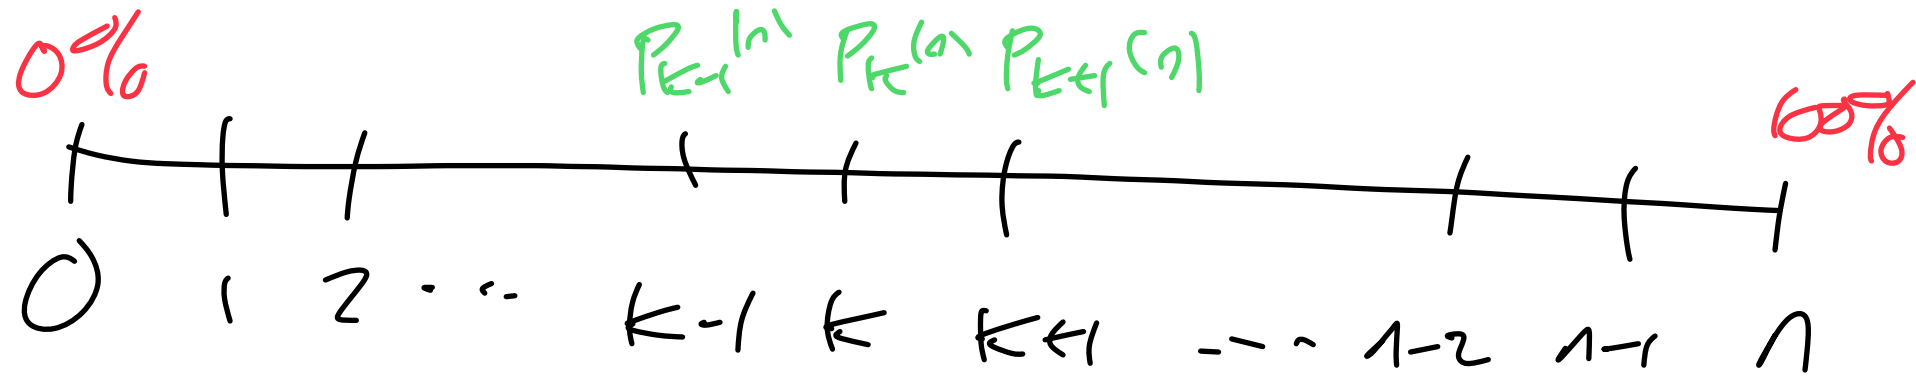 0% P_{k-1}(n) P_k(n) P_{k+1}(n) 100%
0 1 2 ... k-1 k k+1 --- n-2 n-1 n